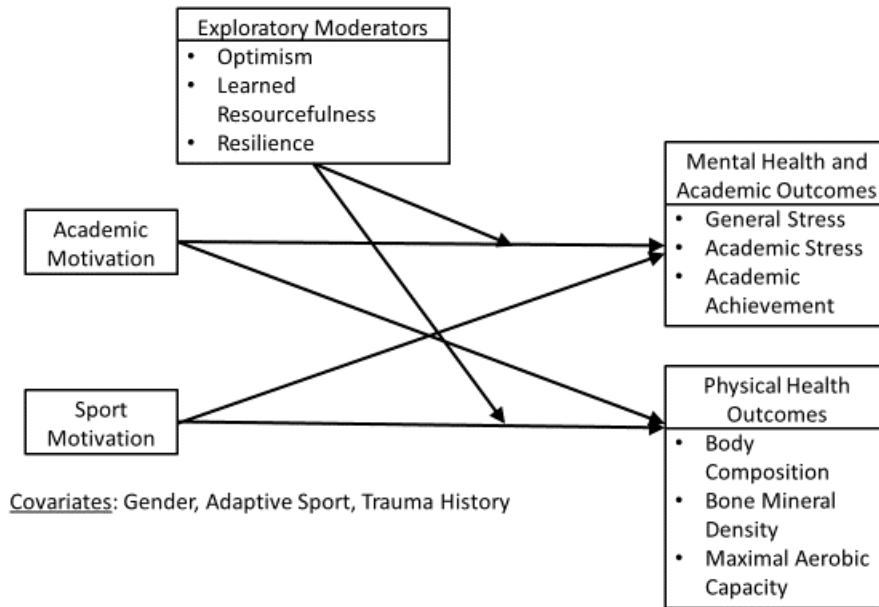 Exploratory Moderators
• Optimism
• Learned
Resourcefulness
• Resilience
Academic
Motivation
Sport
Motivation
Mental Health and
Academic Outcomes
• General Stress
• Academic Stress
• Academic
Achievement
Physical Health
Outcomes
• Body
Composition
• Bone Mineral
Density
• Maximal Aerobic
Capacity
Covariates: Gender, Adaptive Sport, Trauma History